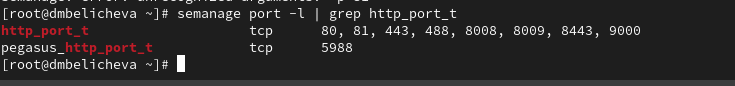 [root@dmbelicheva ~]# semanage port -l | grep http_port_t
http_port_t                    tcp      80, 81, 443, 488, 8008, 8009, 8443, 9000
pegasus_http_port_t            tcp      5988
[root@dmbelicheva ~]#